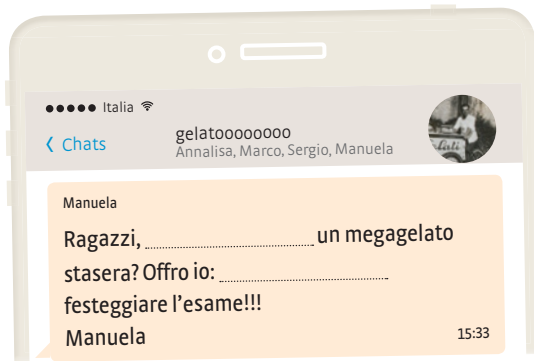 ●●●●● Italia
‹ Chats
gelatoooooooo
Annalisa, Marco, Sergio, Manuela
Manuela
Ragazzi, ............................ un megagelato
stasera? Offro io: ............................
festeggiare l'esame!!!
Manuela
15:33